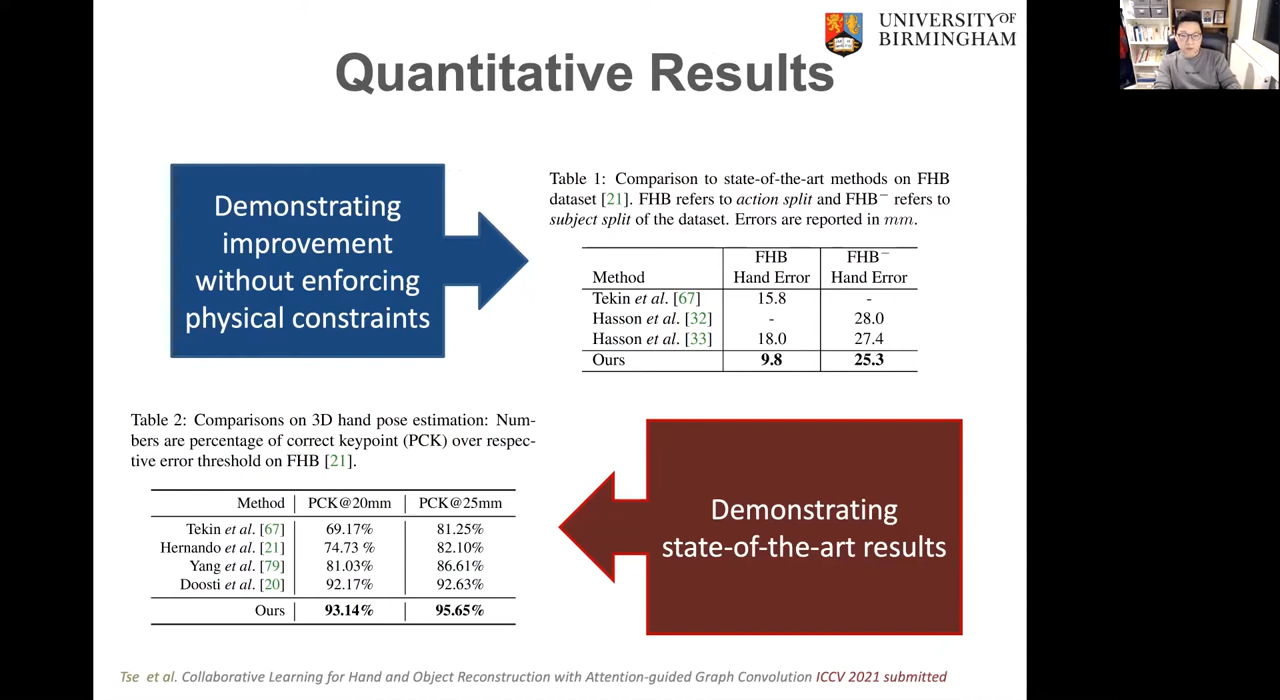 UNIVERSITY OF
BIRMINGHAM
Quantitative Results
Demonstrating
improvement
without enforcing
physical constraints
Table 1: Comparison to state-of-the-art methods on FHB
dataset [21]. FHB refers to action split and FHB⁻ refers to
subject split of the dataset. Errors are reported in mm.
FHB FHB⁻
Method Hand Error Hand Error
Tekin et al. [67] 15.8 -
Hasson et al. [32] - 28.0
Hasson et al. [33] 18.0 27.4
Ours 9.8 25.3
Table 2: Comparisons on 3D hand pose estimation: Num-
bers are percentage of correct keypoint (PCK) over respec-
tive error threshold on FHB [21].
Method PCK@20mm PCK@25mm
Tekin et al. [67] 69.17% 81.25%
Hernando et al. [21] 74.73 % 82.10%
Yang et al. [79] 81.03% 86.61%
Doosti et al. [20] 92.17% 92.63%
Ours 93.14% 95.65%
Demonstrating
state-of-the-art results
Tse et al. Collaborative Learning for Hand and Object Reconstruction with Attention-guided Graph Convolution ICCV 2021 submitted